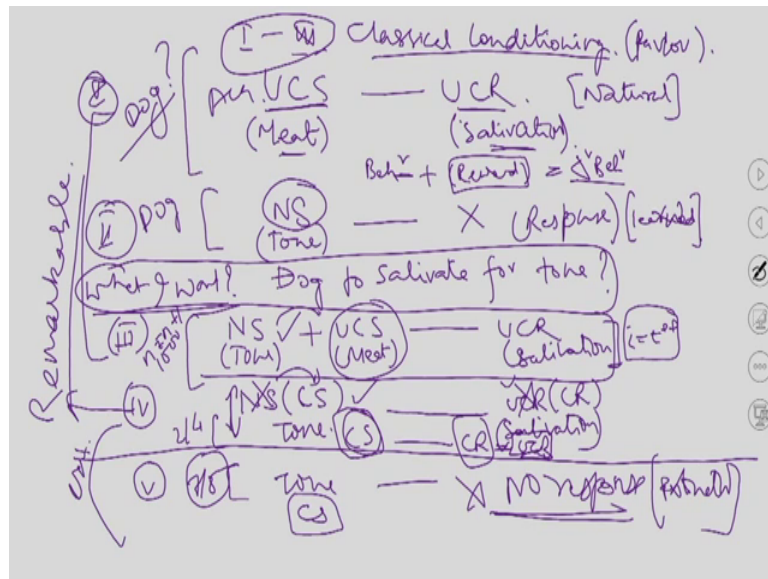 I - III Classical Conditioning. (Pavlov).
I Dog? UCS — UCR. [Natural]
(Meat) (Salivation)
Behv + (Reward) = Behv
II Dog [ NS — X (Response)
(Tone)
What I want? Dog to Salivate for tone?
III NS + UCS — UCR
(Tone) (Meat) (Salivation)
Remarkable.
IV NS (CS) — UCR (CR)
Tone. CS — CR (Salivation)
V [ Tone — X No response
CS